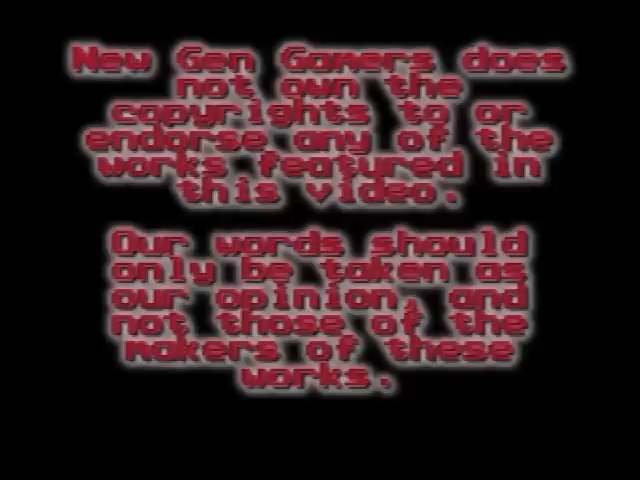 New Gen Gamers does
not own the
copyrights to or
endorse any of the
works featured in
this video.
Our words should
only be taken as
our opinion, and
not those of the
makers of these
works.